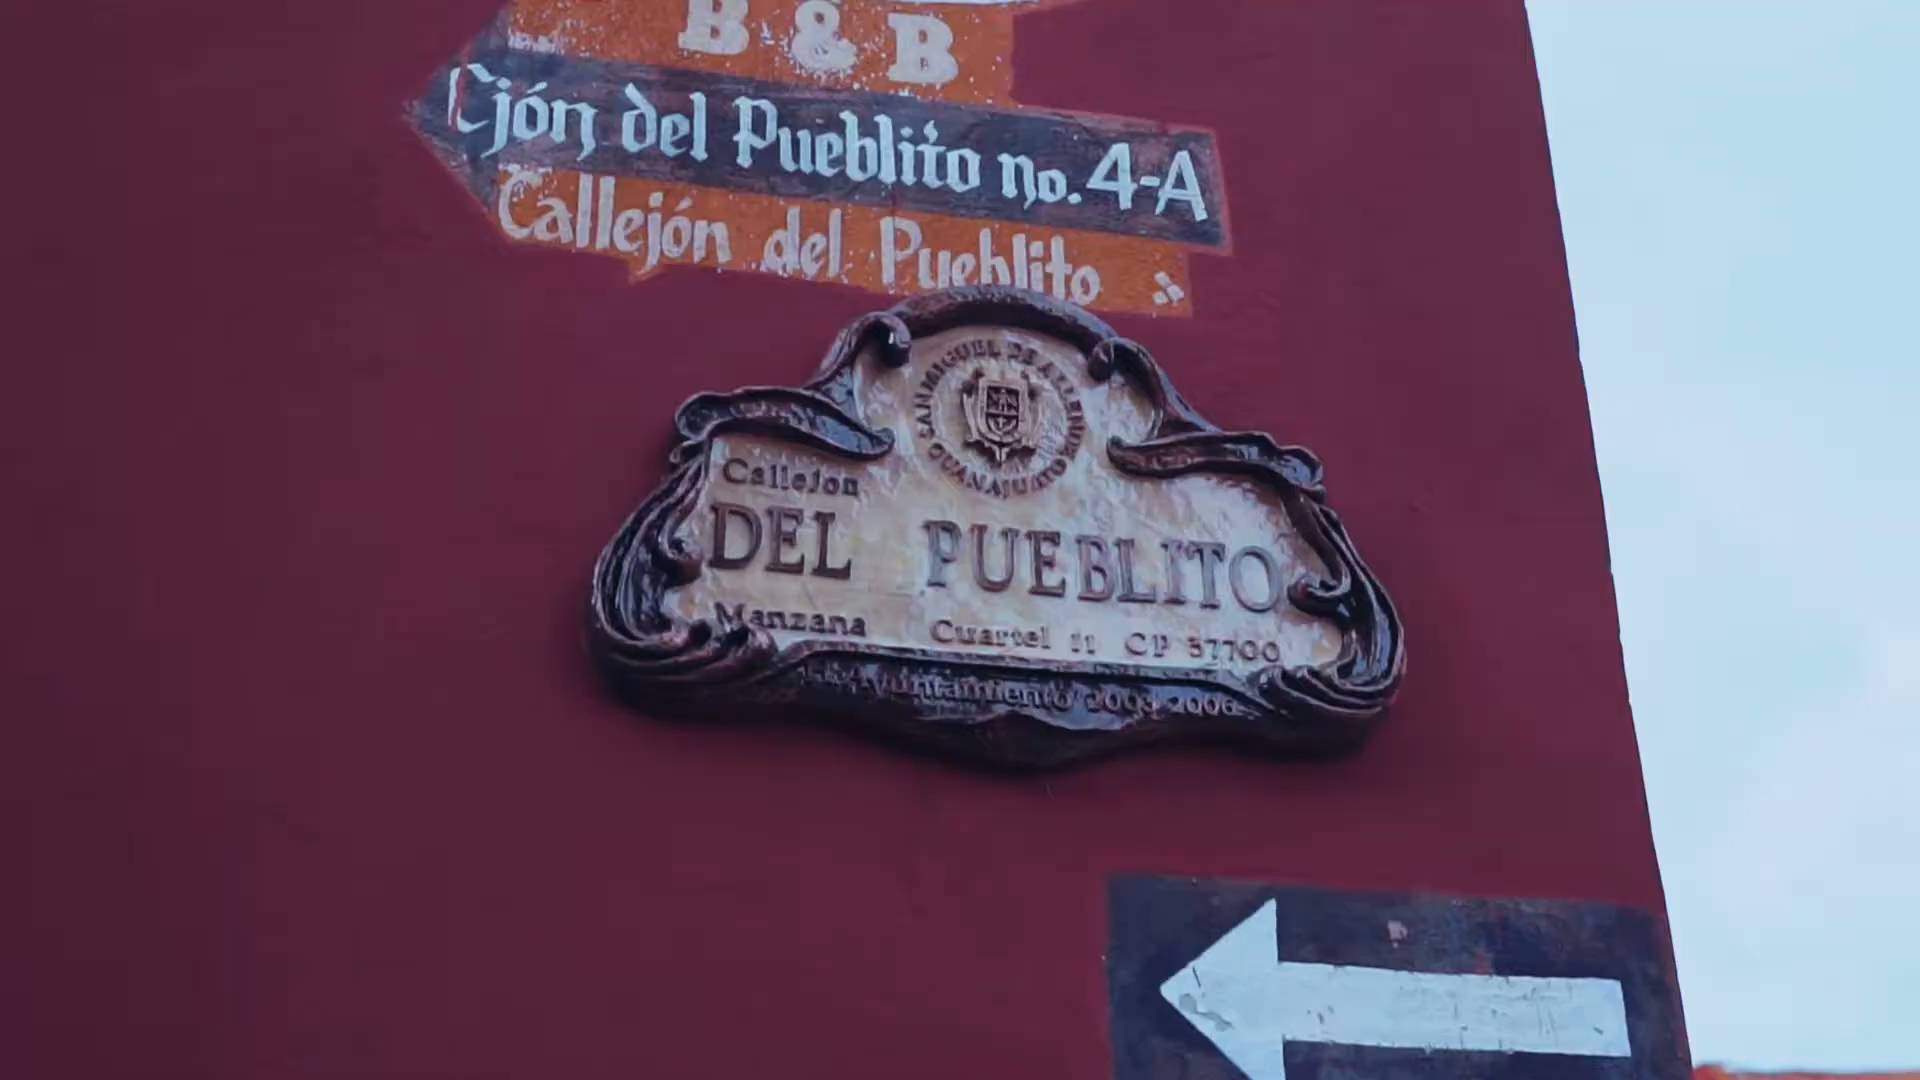 B & B
Cjón del Pueblito no. 4-A
Callejón del Pueblito
SAN MIGUEL DE ALLENDE GUANAJUATO
Callejon
DEL PUEBLITO
Manzana Cuartel 11 CP 37700
H. Ayuntamiento 2003 2006